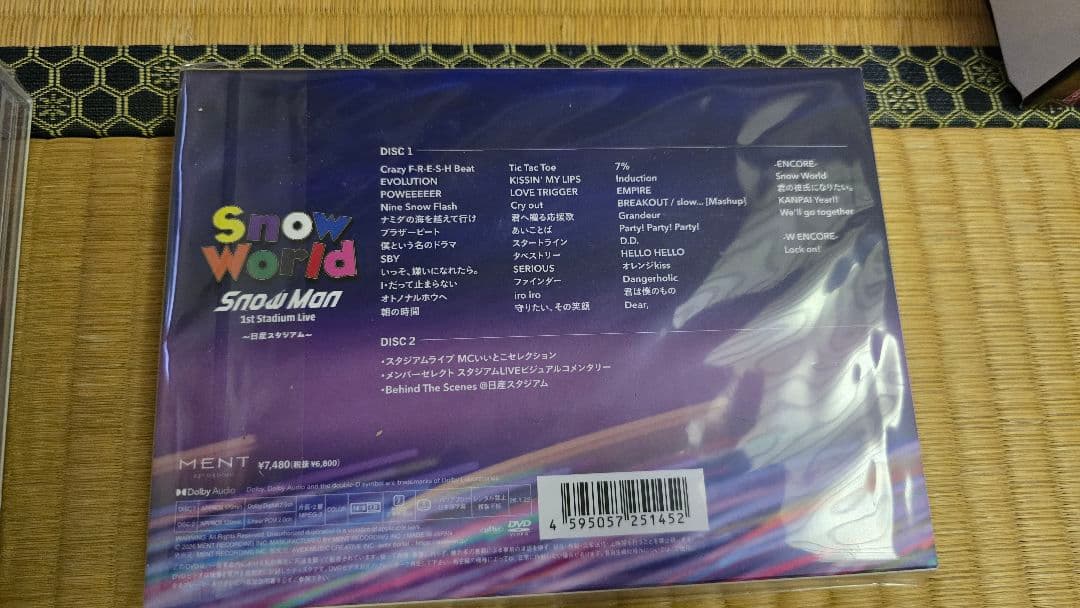 Snow
World
Snow Man
1st Stadium Live
~日産スタジアム~
DISC 1
Crazy F-R-E-S-H Beat
EVOLUTION
POWEEEEER
Nine Snow Flash
ナミダの海を越えて行け
ブラザービート
僕という名のドラマ
SBY
いっそ、嫌いになれたら。
I・だって止まらない
オトノナルホウへ
朝の時間
Tic Tac Toe
KISSIN' MY LIPS
LOVE TRIGGER
Cry out
君へ贈る応援歌
あいことば
スタートライン
タペストリー
SERIOUS
ファインダー
iro iro
守りたい、その笑顔
7%
Induction
EMPIRE
BREAKOUT / slow... [Mashup]
Grandeur
Party! Party! Party!
D.D.
HELLO HELLO
オレンジkiss
Dangerholic
君は僕のもの
Dear,
-ENCORE-
Snow World
君の彼氏になりたい。
KANPAI Year!!
We'll go together
-W ENCORE-
Lock on!
DISC 2
・スタジアムライブ MCいいとこセレクション
・メンバーセレクト スタジアムLIVEビジュアルコメンタリー
・Behind The Scenes @日産スタジアム
MENT
¥7,480(税抜¥6,800)
Dolby Audio
COLOR
DVD
4 595057 251452